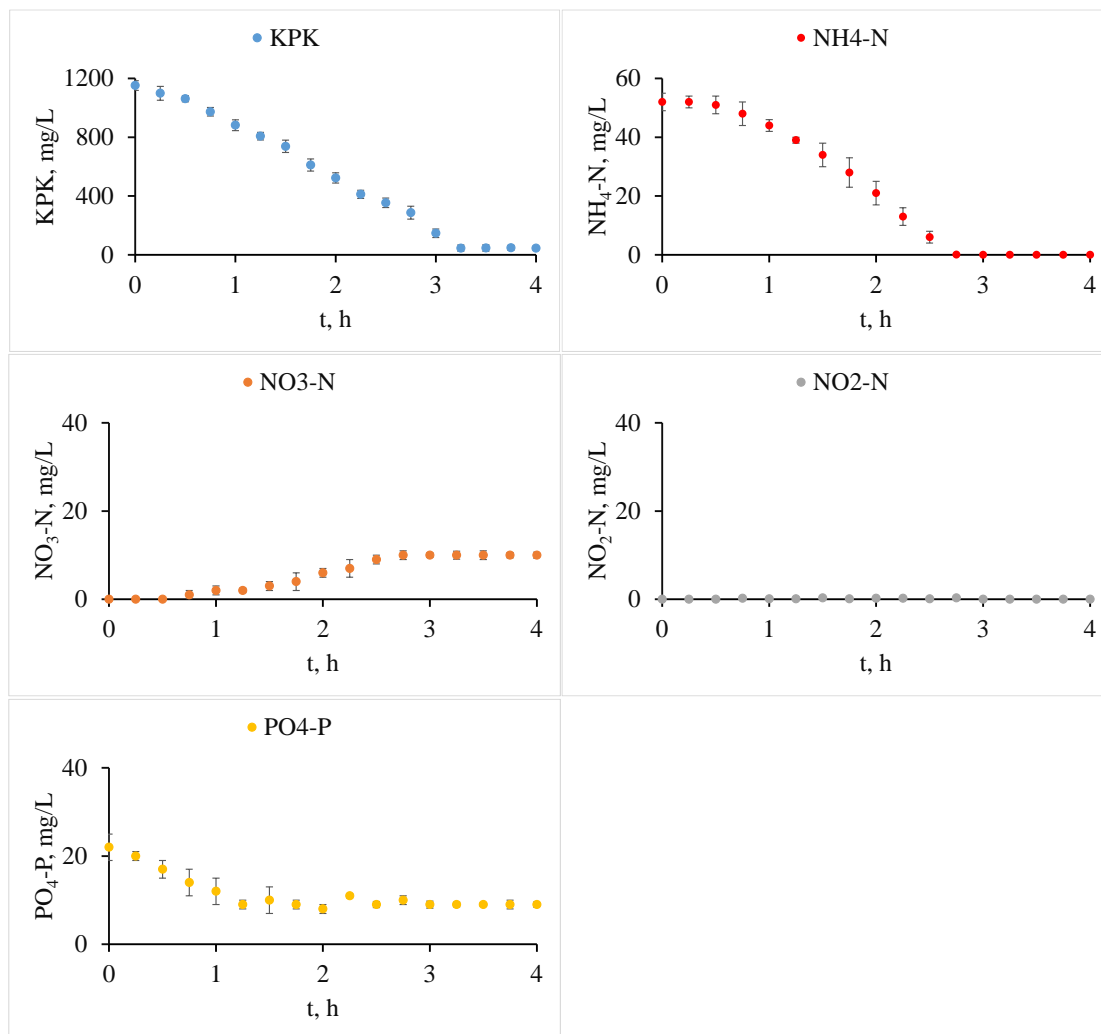 KPK
1200
800
400
0
KPK, mg/L
0 1 2 3 4
t, h
NH4-N
60
40
20
0
NH₄-N, mg/L
0 1 2 3 4
t, h
NO3-N
40
20
0
NO₃-N, mg/L
0 1 2 3 4
t, h
NO2-N
40
20
0
NO₂-N, mg/L
0 1 2 3 4
t, h
PO4-P
40
20
0
PO₄-P, mg/L
0 1 2 3 4
t, h